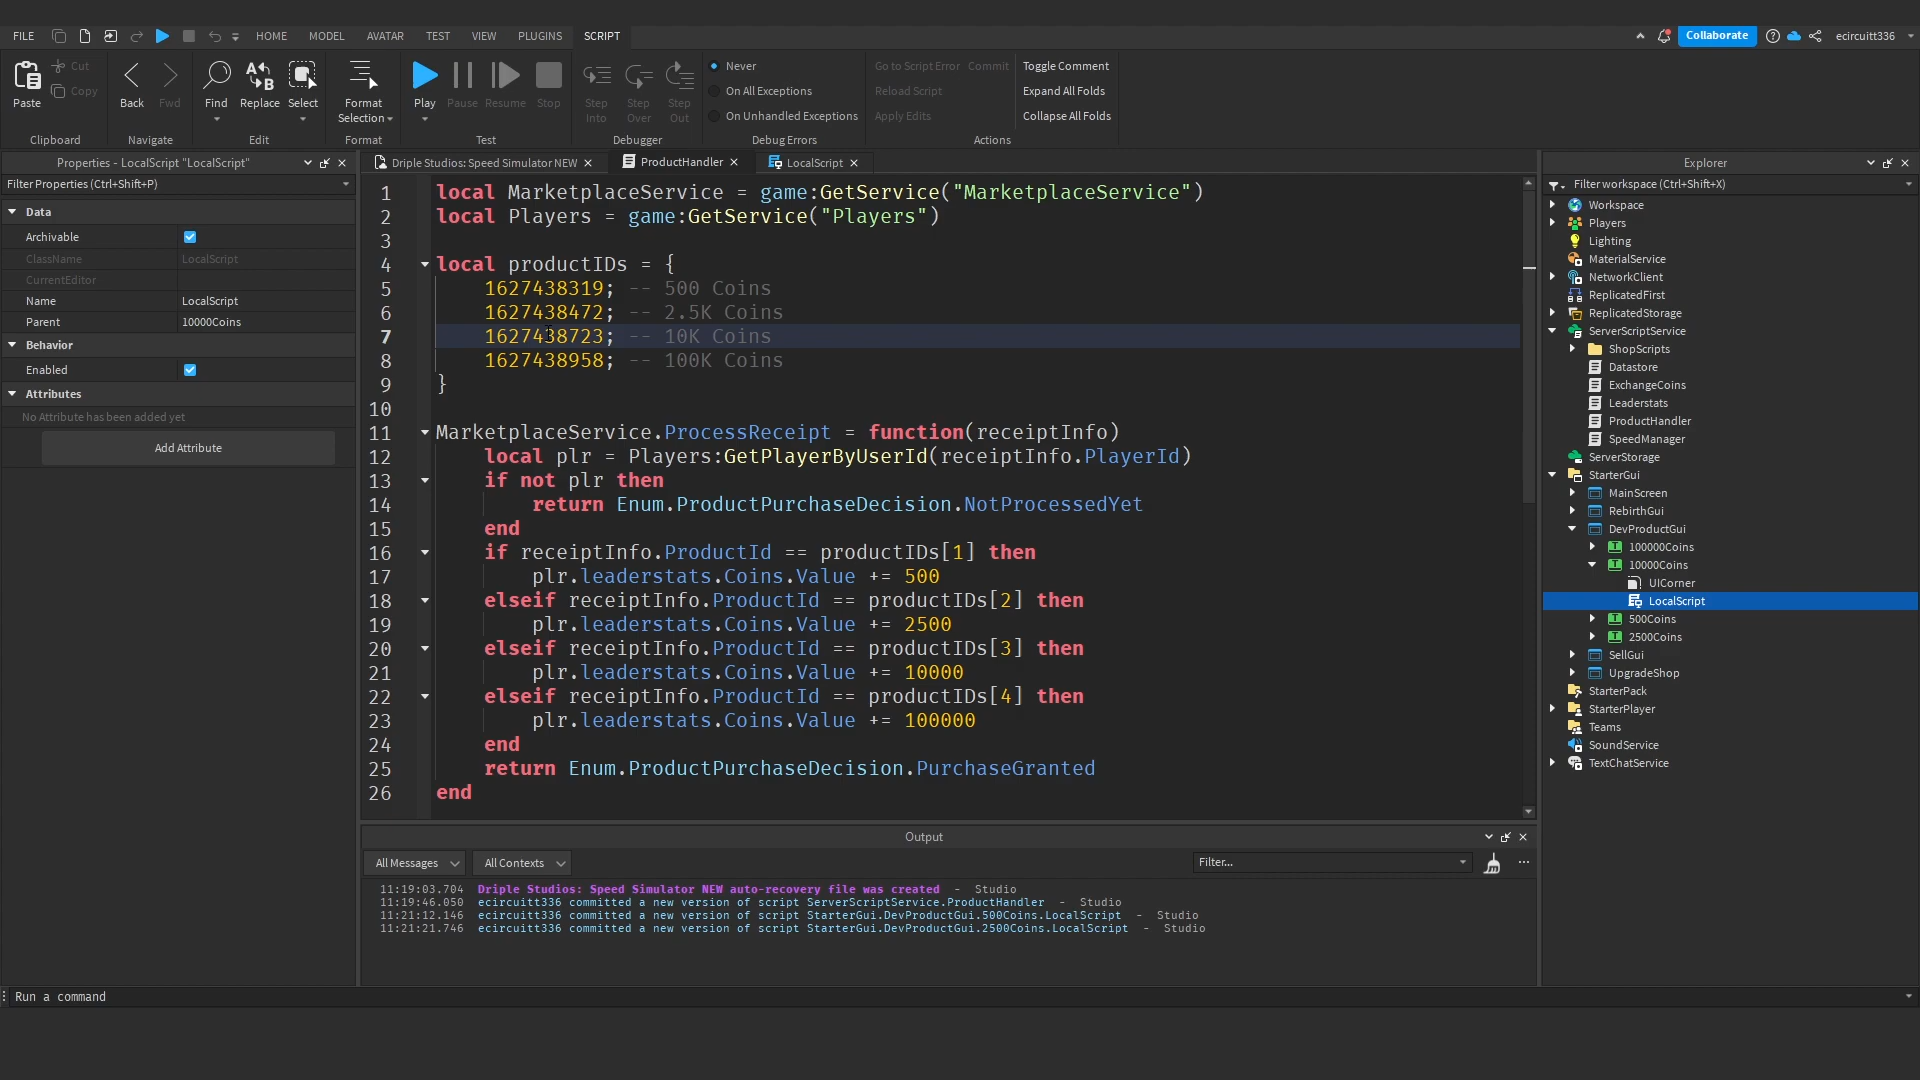 FILE HOME MODEL AVATAR TEST VIEW PLUGINS SCRIPT Collaborate ecircuitt336
Paste Cut Copy Back Fwd Find Replace Select Format Selection Play Pause Resume Stop Step Into Step Over Step Out
Never
On All Exceptions
On Unhandled Exceptions
Go to Script Error Commit
Reload Script
Apply Edits
Toggle Comment
Expand All Folds
Collapse All Folds
Clipboard Navigate Edit Format Test Debugger Debug Errors Actions
Properties - LocalScript "LocalScript"
Filter Properties (Ctrl+Shift+P)
Data
Archivable
ClassName LocalScript
CurrentEditor
Name LocalScript
Parent 10000Coins
Behavior
Enabled
Attributes
No Attribute has been added yet
Add Attribute
Driple Studios: Speed Simulator NEW ProductHandler LocalScript
1 local MarketplaceService = game:GetService("MarketplaceService")
2 local Players = game:GetService("Players")
3
4 local productIDs = {
5 1627438319; -- 500 Coins
6 1627438472; -- 2.5K Coins
7 1627438723; -- 10K Coins
8 1627438958; -- 100K Coins
9 }
10
11 MarketplaceService.ProcessReceipt = function(receiptInfo)
12 local plr = Players:GetPlayerByUserId(receiptInfo.PlayerId)
13 if not plr then
14 return Enum.ProductPurchaseDecision.NotProcessedYet
15 end
16 if receiptInfo.ProductId == productIDs[1] then
17 plr.leaderstats.Coins.Value += 500
18 elseif receiptInfo.ProductId == productIDs[2] then
19 plr.leaderstats.Coins.Value += 2500
20 elseif receiptInfo.ProductId == productIDs[3] then
21 plr.leaderstats.Coins.Value += 10000
22 elseif receiptInfo.ProductId == productIDs[4] then
23 plr.leaderstats.Coins.Value += 100000
24 end
25 return Enum.ProductPurchaseDecision.PurchaseGranted
26 end
Output
All Messages All Contexts Filter...
11:19:03.704 Driple Studios: Speed Simulator NEW auto-recovery file was created - Studio
11:19:46.050 ecircuitt336 committed a new version of script ServerScriptService.ProductHandler - Studio
11:21:12.146 ecircuitt336 committed a new version of script StarterGui.DevProductGui.500Coins.LocalScript - Studio
11:21:21.746 ecircuitt336 committed a new version of script StarterGui.DevProductGui.2500Coins.LocalScript - Studio
Run a command
Explorer
Filter workspace (Ctrl+Shift+X)
Workspace
Players
Lighting
MaterialService
NetworkClient
ReplicatedFirst
ReplicatedStorage
ServerScriptService
ShopScripts
Datastore
ExchangeCoins
Leaderstats
ProductHandler
SpeedManager
ServerStorage
StarterGui
MainScreen
RebirthGui
DevProductGui
100000Coins
10000Coins
UICorner
LocalScript
500Coins
2500Coins
SellGui
UpgradeShop
StarterPack
StarterPlayer
Teams
SoundService
TextChatService